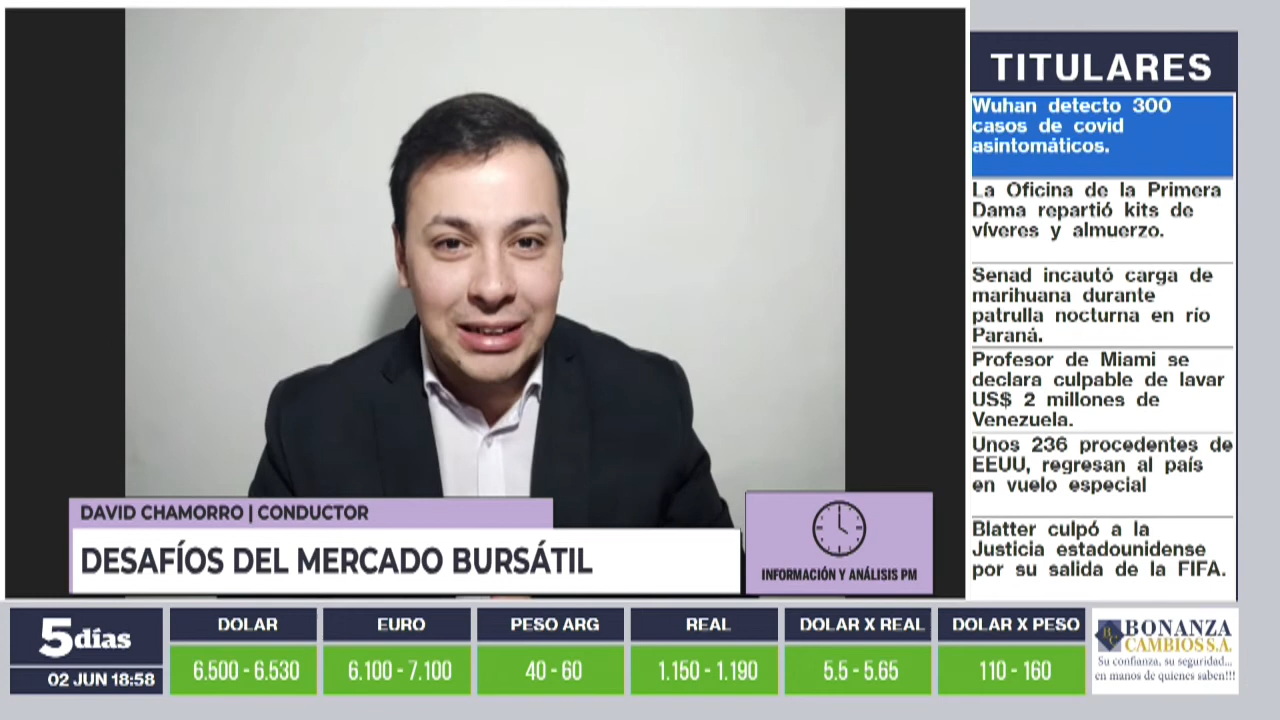 TITULARES
Wuhan detecto 300
casos de covid
asintomáticos.
La Oficina de la Primera
Dama repartió kits de
víveres y almuerzo.
Senad incautó carga de
marihuana durante
patrulla nocturna en río
Paraná.
Profesor de Miami se
declara culpable de lavar
US$ 2 millones de
Venezuela.
Unos 236 procedentes de
EEUU, regresan al país
en vuelo especial
Blatter culpó a la
Justicia estadounidense
por su salida de la FIFA.
DAVID CHAMORRO | CONDUCTOR
DESAFÍOS DEL MERCADO BURSÁTIL
INFORMACIÓN Y ANÁLISIS PM
5días
02 JUN 18:58
DOLAR
6.500 - 6.530
EURO
6.100 - 7.100
PESO ARG
40 - 60
REAL
1.150 - 1.190
DOLAR X REAL
5.5 - 5.65
DOLAR X PESO
110 - 160
BC
BONANZA
CAMBIOS S.A.
Su confianza, su seguridad...
en manos de quienes saben!!!